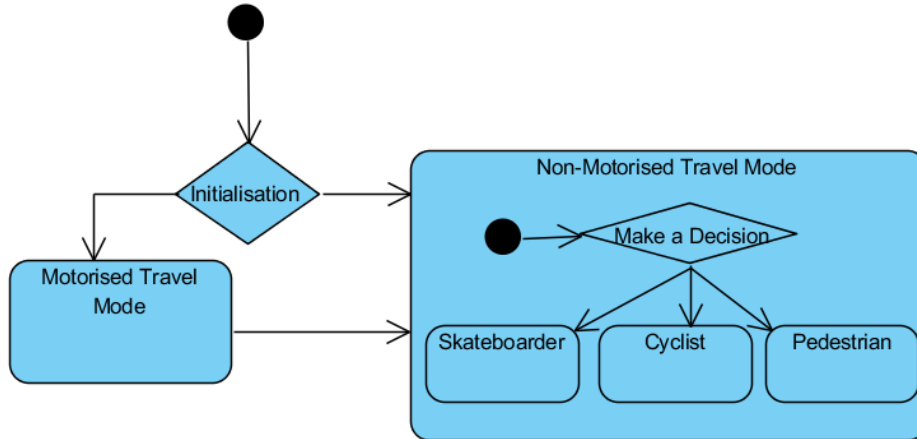 Initialisation
Non-Motorised Travel Mode
Make a Decision
Motorised Travel
Mode
Skateboarder
Cyclist
Pedestrian